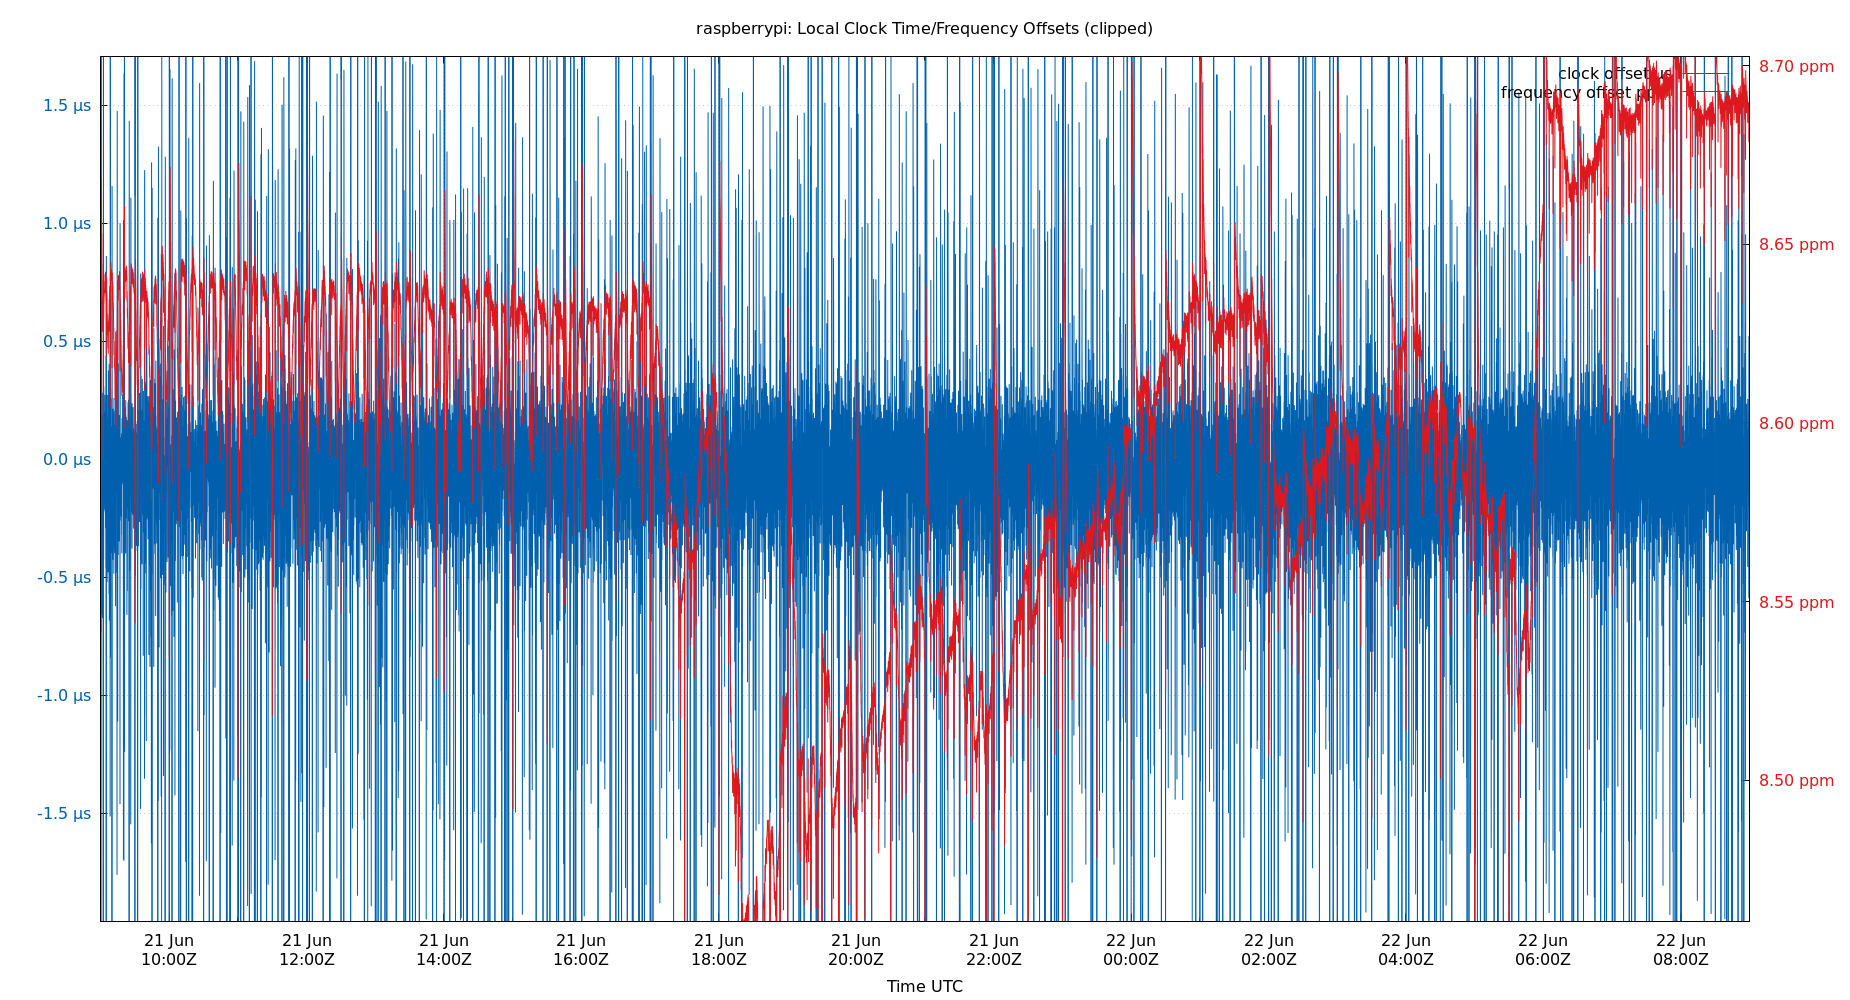 raspberrypi: Local Clock Time/Frequency Offsets (clipped)
clock offset
frequency offset
1.5 µs
1.0 µs
0.5 µs
0.0 µs
-0.5 µs
-1.0 µs
-1.5 µs
8.70 ppm
8.65 ppm
8.60 ppm
8.55 ppm
8.50 ppm
21 Jun 21 Jun 21 Jun 21 Jun 21 Jun 21 Jun 21 Jun 22 Jun 22 Jun 22 Jun 22 Jun 22 Jun
10:00Z 12:00Z 14:00Z 16:00Z 18:00Z 20:00Z 22:00Z 00:00Z 02:00Z 04:00Z 06:00Z 08:00Z
Time UTC